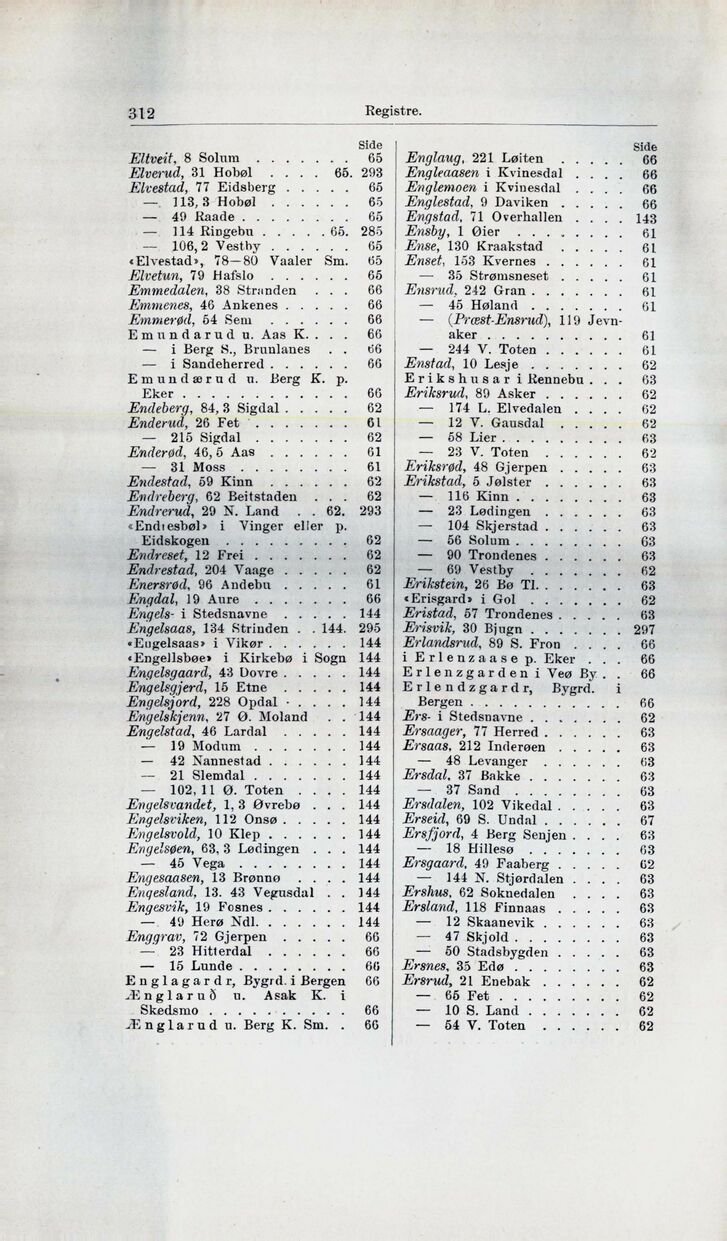 312
Registre.
Side
Eltveit, 8 Solum . . . . . . . 65
Elverud, 31 Hobøl . . . . 65. 293
Elvestad, 77 Eidsberg . . . . . 65
— 113, 3 Hobøl . . . . . . 65
— 49 Raade . . . . . . . . 65
— 114 Ringebu . . . . . 65. 285
— 106, 2 Vestby . . . . . . 65
«Elvestad», 78—80 Vaaler Sm. 65
Elvetun, 79 Hafslo . . . . . . 65
Emmedalen, 38 Stranden . . . 66
Emmenes, 46 Ankenes . . . . . 66
Emmerød, 54 Sem . . . . . . 66
Emundarud u. Aas K. . . . 66
— i Berg S., Brunlanes . . 66
— i Sandeherred . . . . . . 66
Emundærud u. Berg K. p.
Eker . . . . . . . . . . . 66
Endeberg, 84, 3 Sigdal . . . . . 62
Enderud, 26 Fet . . . . . . . 61
— 215 Sigdal . . . . . . . 62
Enderød, 46, 5 Aas . . . . . . 61
— 31 Moss . . . . . . . . 61
Endestad, 59 Kinn . . . . . . 62
Endreberg, 62 Beitstaden . . . 62
Endrerud, 29 N. Land . . 62. 293
«Endresbøl» i Vinger eller p.
Eidskogen . . . . . . . . 62
Endreset, 12 Frei . . . . . . . 62
Endrestad, 204 Vaage . . . . . 62
Enersrød, 96 Andebu . . . . . 61
Engdal, 19 Aure . . . . . . . 66
Engels- i Stedsnavne . . . . . 144
Engelsaas, 134 Strinden . . 144. 295
«Engelsaas» i Vikør . . . . . . 144
«Engellsbøe» i Kirkebø i Sogn 144
Engelsgaard, 43 Dovre . . . . . 144
Engelsgjerd, 15 Etne . . . . . 144
Engelsjord, 228 Opdal . . . . . 144
Engelskjenn, 27 Ø. Moland . . 144
Engelstad, 46 Lardal . . . . . 144
— 19 Modum . . . . . . . 144
— 42 Nannestad . . . . . . 144
— 21 Slemdal . . . . . . . 144
— 102, 11 Ø. Toten . . . . 144
Engelsvandet, 1, 3 Øvrebø . . . 144
Engelsviken, 112 Onsø . . . . . 144
Engelsvold, 10 Klep . . . . . . 144
Engelsøen, 63, 3 Lødingen . . . 144
— 45 Vega . . . . . . . . 144
Engesaasen, 13 Brønnø . . . . 144
Engesland, 13. 43 Vegusdal . . 144
Engesvik, 19 Fosnes . . . . . . 144
— 49 Herø Ndl. . . . . . . 144
Enggrav, 72 Gjerpen . . . . . 66
— 23 Hitterdal . . . . . . 66
— 15 Lunde . . . . . . . . 66
Englagardr, Bygrd. i Bergen 66
Ænglaruð u. Asak K. i
Skedsmo . . . . . . . . . . 66
Ænglarud u. Berg K. Sm. . 66
Side
Englaug, 221 Løiten . . . . . 66
Engleaasen i Kvinesdal . . . . 66
Englemoen i Kvinesdal . . . . 66
Englestad, 9 Daviken . . . . . 66
Engstad, 71 Overhallen . . . . 143
Ensby, 1 Øier . . . . . . . . 61
Ense, 130 Kraakstad . . . . . 61
Enset, 153 Kvernes . . . . . . 61
— 35 Strømsneset . . . . . 61
Ensrud, 242 Gran . . . . . . . 61
— 45 Høland . . . . . . . 61
— (Præst-Ensrud), 119 Jevn-
aker . . . . . . . . . . 61
— 244 V. Toten . . . . . . 61
Enstad, 10 Lesje . . . . . . . 62
Erikshusar i Rennebu . . . 63
Eriksrud, 89 Asker . . . . . . 62
— 174 L. Elvedalen . . . . 62
— 12 V. Gausdal . . . . . 62
— 58 Lier . . . . . . . . . 63
— 23 V. Toten . . . . . . . 62
Eriksrød, 48 Gjerpen . . . . . 63
Erikstad, 5 Jølster . . . . . . 63
— 116 Kinn . . . . . . . . 63
— 23 Lødingen . . . . . . 63
— 104 Skjerstad . . . . . . 63
— 56 Solum . . . . . . . . 63
— 90 Trondenes . . . . . . 63
— 69 Vestby . . . . . . . 62
Erikstein, 26 Bø Tl. . . . . . . 63
«Erisgard» i Gol . . . . . . . 62
Eristad, 57 Trondenes . . . . . 63
Erisvik, 30 Bjugn . . . . . . . 297
Erlandsrud, 89 S. Fron . . . . 66
i Erlenzaase p. Eker . . . 66
Erlenzgarden i Veø By . . 66
Erlendzgardr, Bygrd. i
Bergen . . . . . . . . . . . 66
Ers- i Stedsnavne . . . . . . . 62
Ersaager, 77 Herred . . . . . . 63
Ersaas, 212 Inderøen . . . . . 63
— 48 Levanger . . . . . . 63
Ersdal, 37 Bakke . . . . . . . 63
— 37 Sand . . . . . . . . 63
Ersdalen, 102 Vikedal . . . . . 63
Erseid, 69 S. Undal . . . . . . 67
Ersfjord, 4 Berg Senjen . . . . 63
— 18 Hillesø . . . . . . . 63
Ersgaard, 49 Faaberg . . . . . 62
— 144 N. Stjørdalen . . . . 63
Ershus, 62 Soknedalen . . . . 63
Ersland, 118 Finnaas . . . . . 63
— 12 Skaanevik . . . . . . 63
— 47 Skjold . . . . . . . . 63
— 50 Stadsbygden . . . . . 63
Ersnes, 35 Edø . . . . . . . . 63
Ersrud, 21 Enebak . . . . . . 62
— 65 Fet . . . . . . . . . 62
— 10 S. Land . . . . . . . 62
— 54 V. Toten . . . . . . 62